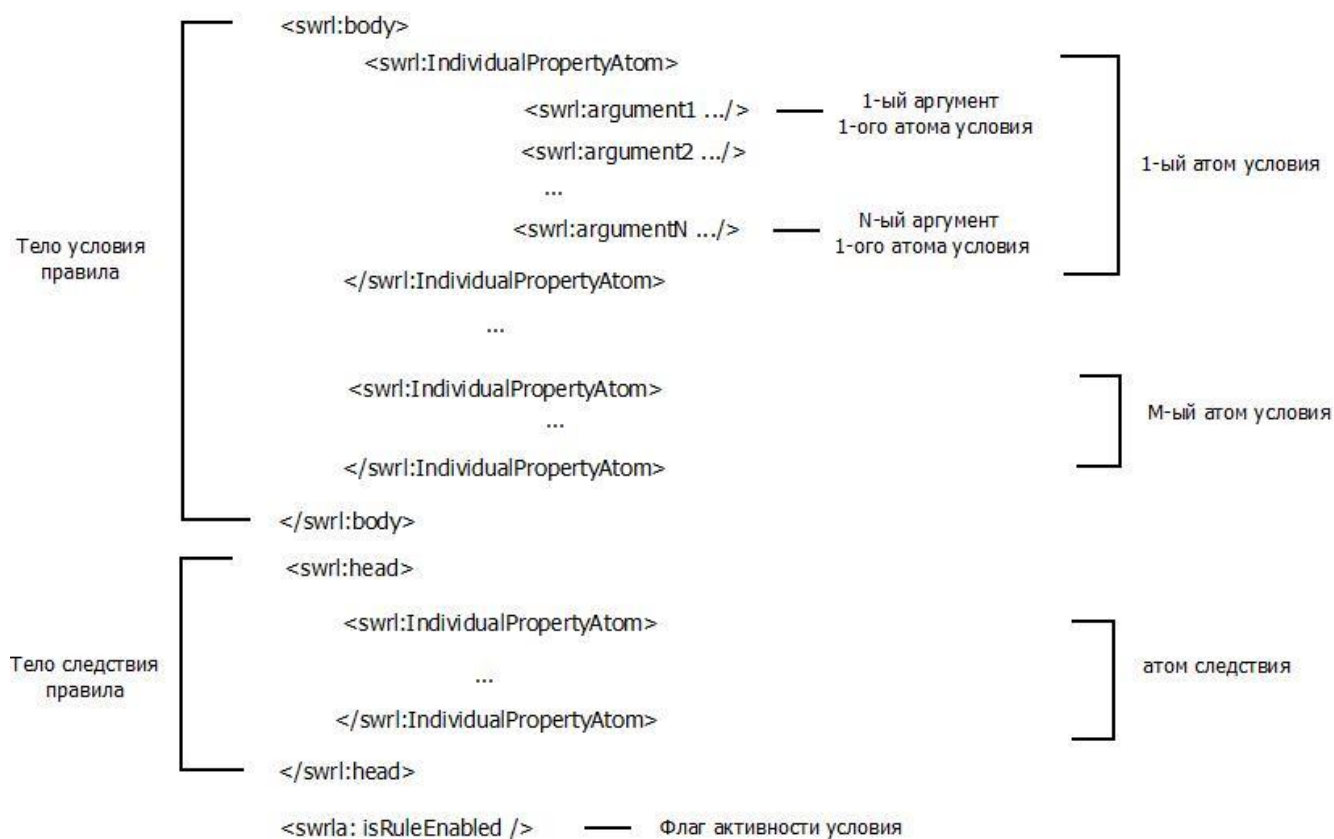 <swrl:body>
<swrl:IndividualPropertyAtom>
<swrl:argument1 .../>
1-ый аргумент
1-ого атома условия
<swrl:argument2 .../>
1-ый атом условия
...
<swrl:argumentN .../>
N-ый аргумент
1-ого атома условия
Тело условия
правила
</swrl:IndividualPropertyAtom>
...
<swrl:IndividualPropertyAtom>
...
М-ый атом условия
</swrl:IndividualPropertyAtom>
</swrl:body>
<swrl:head>
<swrl:IndividualPropertyAtom>
Тело следствия
правила
...
атом следствия
</swrl:IndividualPropertyAtom>
</swrl:head>
<swrla: isRuleEnabled />
Флаг активности условия